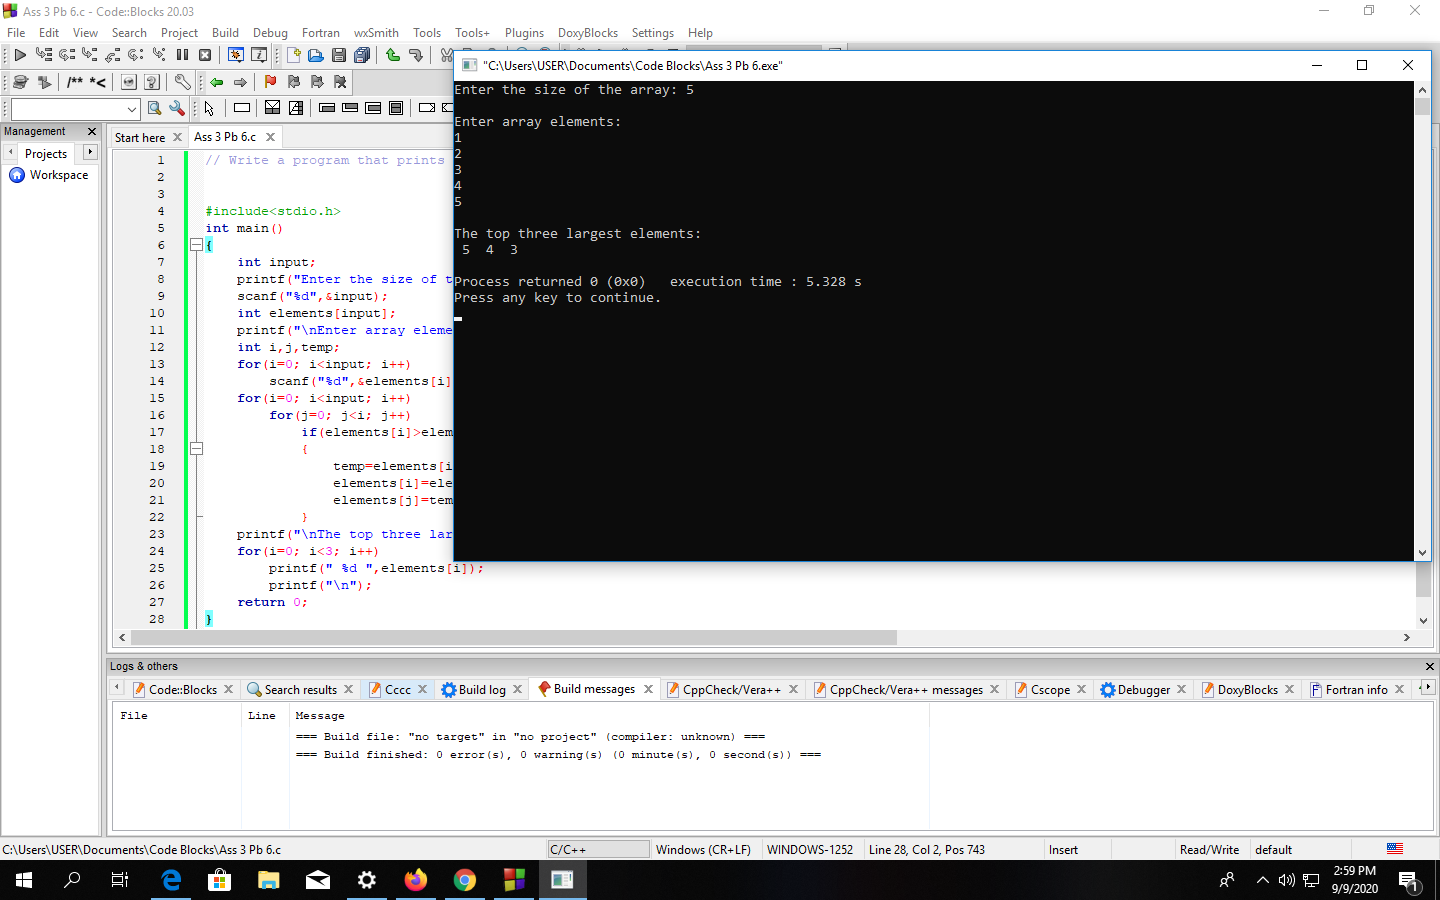 Ass 3 Pb 6.c - Code::Blocks 20.03
File Edit View Search Project Build Debug Fortran wxSmith Tools Tools+ Plugins DoxyBlocks Settings Help
/** *<
Management
Projects
Workspace
Start here
Ass 3 Pb 6.c
1 // Write a program that prints
2
3
4 #include<stdio.h>
5 int main()
6 {
7 int input;
8 printf("Enter the size of t
9 scanf("%d",&input);
10 int elements[input];
11 printf("\nEnter array eleme
12 int i,j,temp;
13 for(i=0; i<input; i++)
14 scanf("%d",&elements[i]
15 for(i=0; i<input; i++)
16 for(j=0; j<i; j++)
17 if(elements[i]>elem
18 {
19 temp=elements[i
20 elements[i]=ele
21 elements[j]=tem
22 }
23 printf("\nThe top three lar
24 for(i=0; i<3; i++)
25 printf(" %d ",elements[i]);
26 printf("\n");
27 return 0;
28 }
"C:\Users\USER\Documents\Code Blocks\Ass 3 Pb 6.exe"
Enter the size of the array: 5
Enter array elements:
1
2
3
4
5
The top three largest elements:
5 4 3
Process returned 0 (0x0) execution time : 5.328 s
Press any key to continue.
Logs & others
Code::Blocks Search results Cccc Build log Build messages CppCheck/Vera++ CppCheck/Vera++ messages Cscope Debugger DoxyBlocks Fortran info
File Line Message
=== Build file: "no target" in "no project" (compiler: unknown) ===
=== Build finished: 0 error(s), 0 warning(s) (0 minute(s), 0 second(s)) ===
C:\Users\USER\Documents\Code Blocks\Ass 3 Pb 6.c C/C++ Windows (CR+LF) WINDOWS-1252 Line 28, Col 2, Pos 743 Insert Read/Write default
2:59 PM
9/9/2020
1